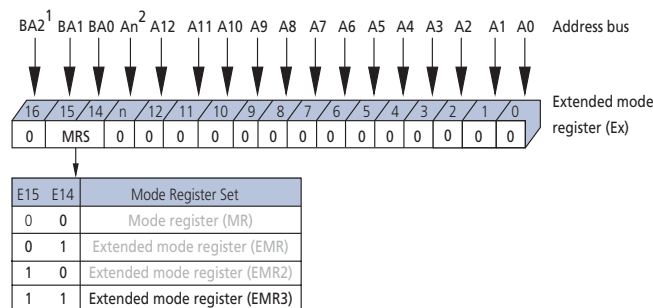 BA2¹ BA1 BA0 An² A12 A11 A10 A9 A8 A7 A6 A5 A4 A3 A2 A1 A0 Address bus
16 15 14 n 12 11 10 9 8 7 6 5 4 3 2 1 0 Extended mode
register (Ex)
0 MRS 0 0 0 0 0 0 0 0 0 0 0 0 0 0
E15 E14 Mode Register Set
0 0 Mode register (MR)
0 1 Extended mode register (EMR)
1 0 Extended mode register (EMR2)
1 1 Extended mode register (EMR3)